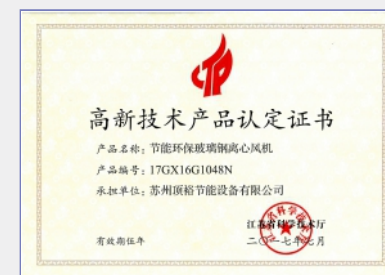 高新技术产品认定证书
产品名称：节能环保玻璃钢离心风机
产品编号：17GX16G1048N
承担单位：苏州顶裕节能设备有限公司
江苏省科学技术厅
有效期伍年
二〇一七年七月